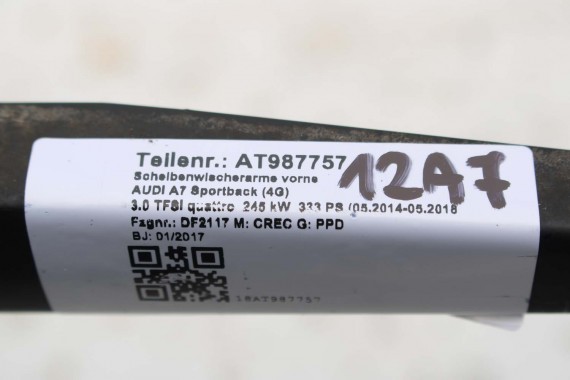 Teilenr.: AT987757
12A7
Scheibenwischerarme vorne
AUDI A7 Sportback (4G)
3.0 TFSI quattro 245 kW 333 PS (05.2014-05.2018
Fzgnr.: DF2117 M: CREC G: PPD
BJ: 01/2017
18AT987757